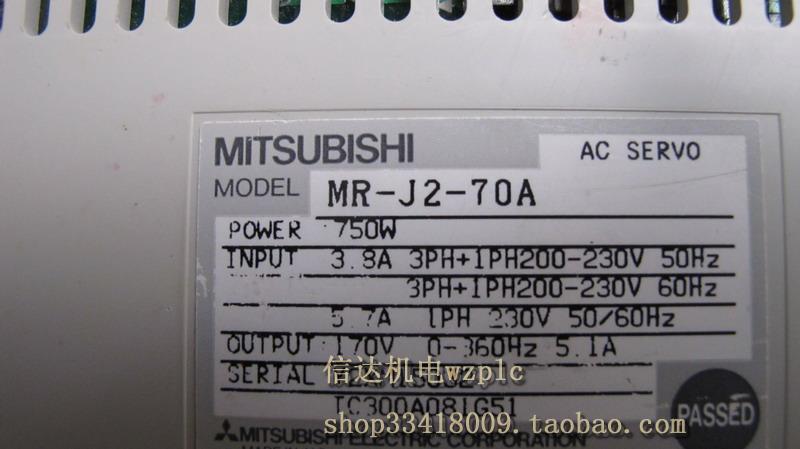 MITSUBISHI
AC SERVO
MODEL MR-J2-70A
POWER 750W
INPUT 3.8A 3PH+1PH200-230V 50Hz
3PH+1PH200-230V 60Hz
5.7A 1PH 230V 50/60Hz
OUTPUT 170V 0-360Hz 5.1A
SERIAL
信达机电wzplc
TC300A081G51
PASSED
shop33418009.taobao.com
MITSUBISHI ELECTRIC CORPORATION